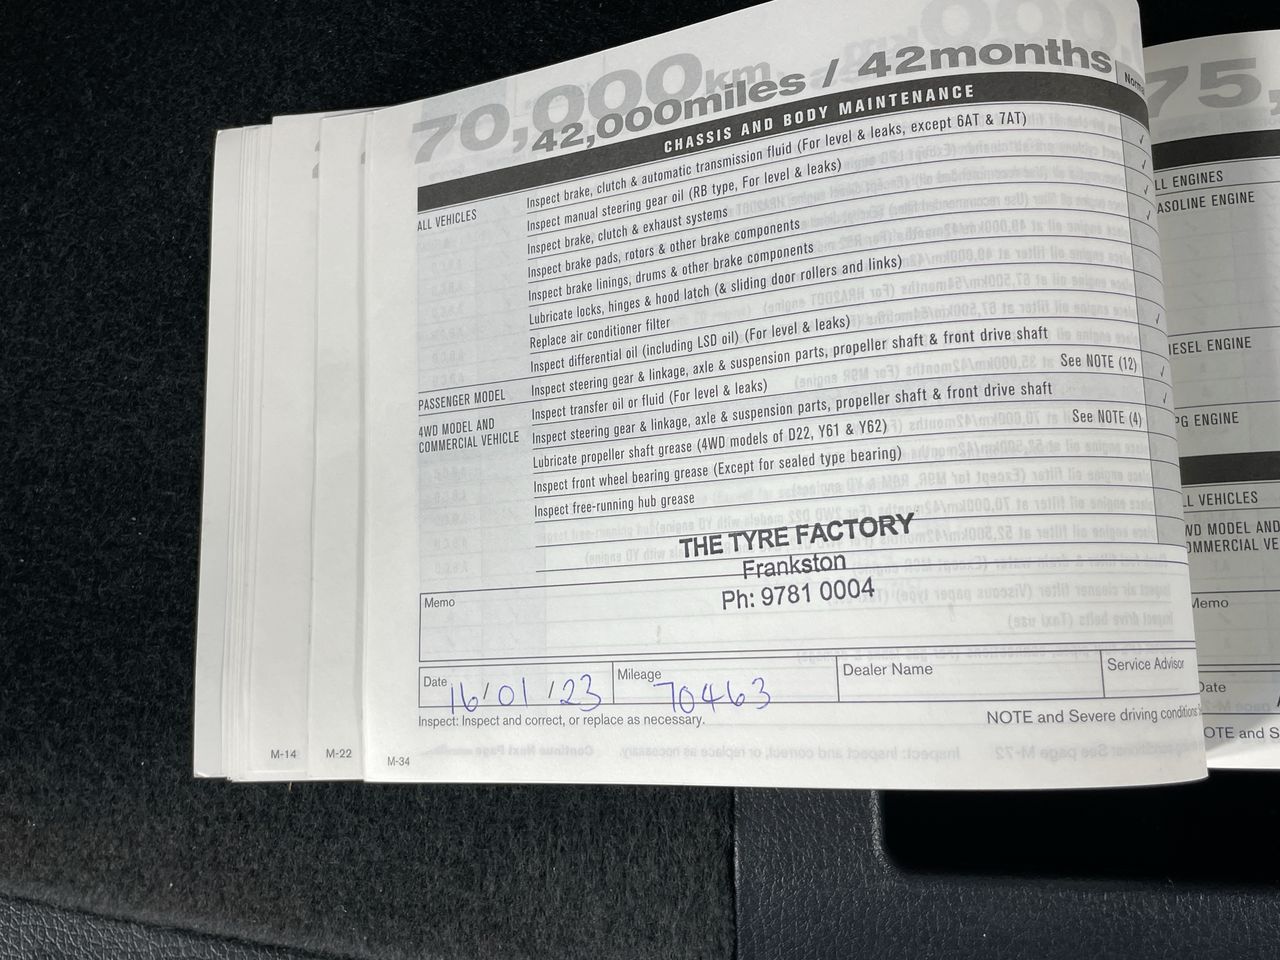 70,000km
42,000miles / 42months
CHASSIS AND BODY MAINTENANCE
ALL VEHICLES
Inspect brake, clutch & automatic transmission fluid (For level & leaks, except 6AT & 7AT)
Inspect manual steering gear oil (RB type, For level & leaks)
Inspect brake, clutch & exhaust systems
Inspect brake pads, rotors & other brake components
Inspect brake linings, drums & other brake components
Lubricate locks, hinges & hood latch (& sliding door rollers and links)
Replace air conditioner filter
Inspect differential oil (including LSD oil) (For level & leaks)
PASSENGER MODEL
Inspect steering gear & linkage, axle & suspension parts, propeller shaft & front drive shaft
4WD MODEL AND
COMMERCIAL VEHICLE
Inspect transfer oil or fluid (For level & leaks) See NOTE (12)
Inspect steering gear & linkage, axle & suspension parts, propeller shaft & front drive shaft
Lubricate propeller shaft grease (4WD models of D22, Y61 & Y62) See NOTE (4)
Inspect front wheel bearing grease (Except for sealed type bearing)
Inspect free-running hub grease
THE TYRE FACTORY
Frankston
Ph: 9781 0004
Memo
Date 16/01/23
Mileage 70463
Dealer Name
Service Advisor
Inspect: Inspect and correct, or replace as necessary.
NOTE and Severe driving conditions
M-14
M-22
M-34
75,
LL ENGINES
ASOLINE ENGINE
IESEL ENGINE
PG ENGINE
LL VEHICLES
WD MODEL AND
OMMERCIAL VE
Memo
Date
OTE and S